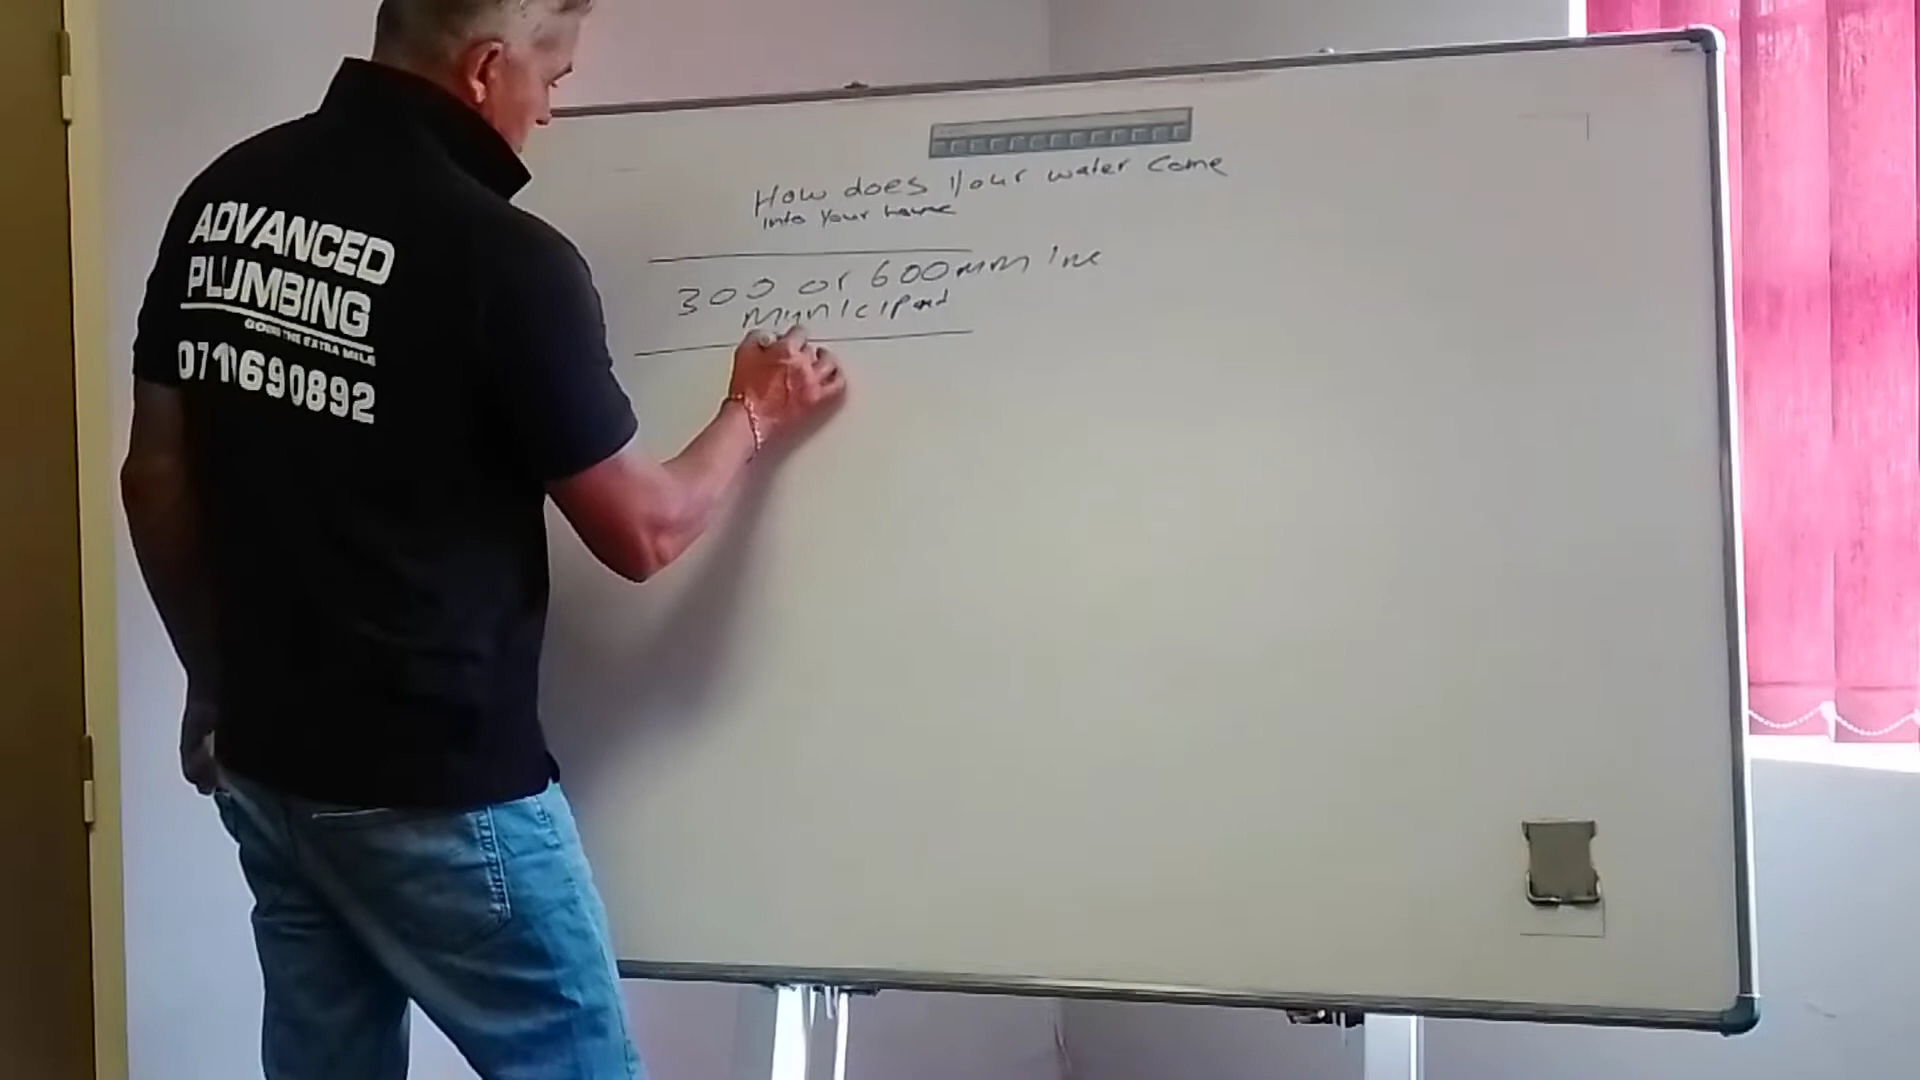 ADVANCED
PLUMBING
GOING THE EXTRA MILE
0711690892
How does your water come
into your house
300 or 600mm line
Municipal